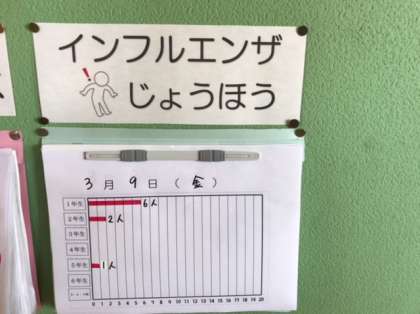 インフルエンザ
じょうほう
3月9日(金)
1年生 6人
2年生 2人
3年生
4年生
5年生 1人
6年生
0 1 2 3 4 5 6 7 8 9 10 11 12 13 14 15 16 17 18 19 20